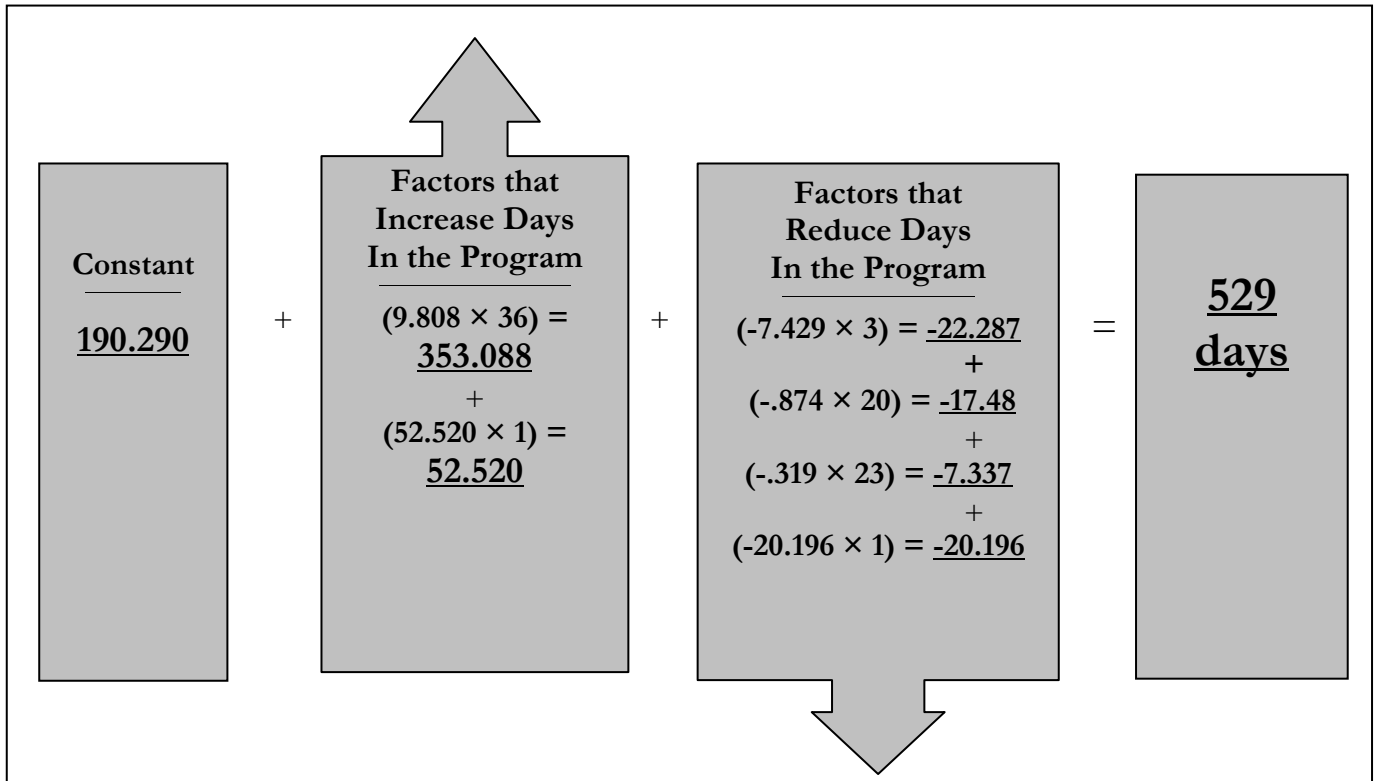 Constant
190.290
+
Factors that
Increase Days
In the Program
(9.808 × 36) =
353.088
+
(52.520 × 1) =
52.520
+
Factors that
Reduce Days
In the Program
(-7.429 × 3) = -22.287
+
(-.874 × 20) = -17.48
+
(-.319 × 23) = -7.337
+
(-20.196 × 1) = -20.196
=
529
days